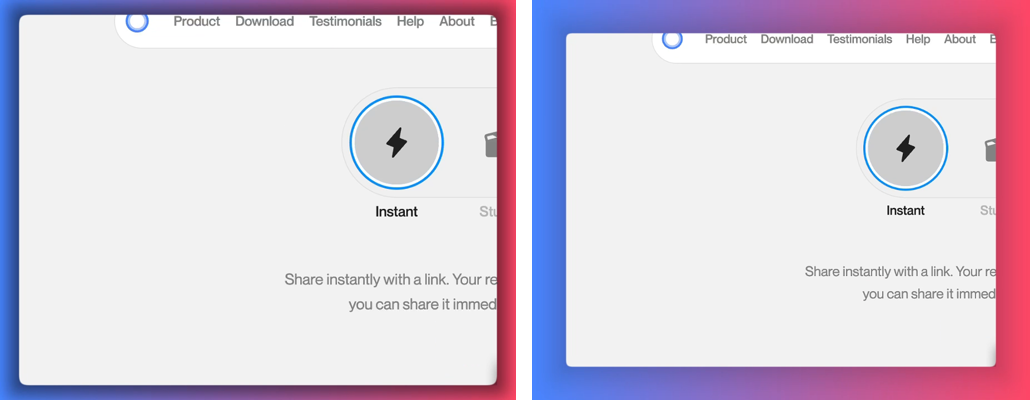 Product Download Testimonials Help About
Instant
Share instantly with a link. Your re
you can share it immed
Product Download Testimonials Help About
Instant
Stu
Share instantly with a link. Your re
you can share it immed